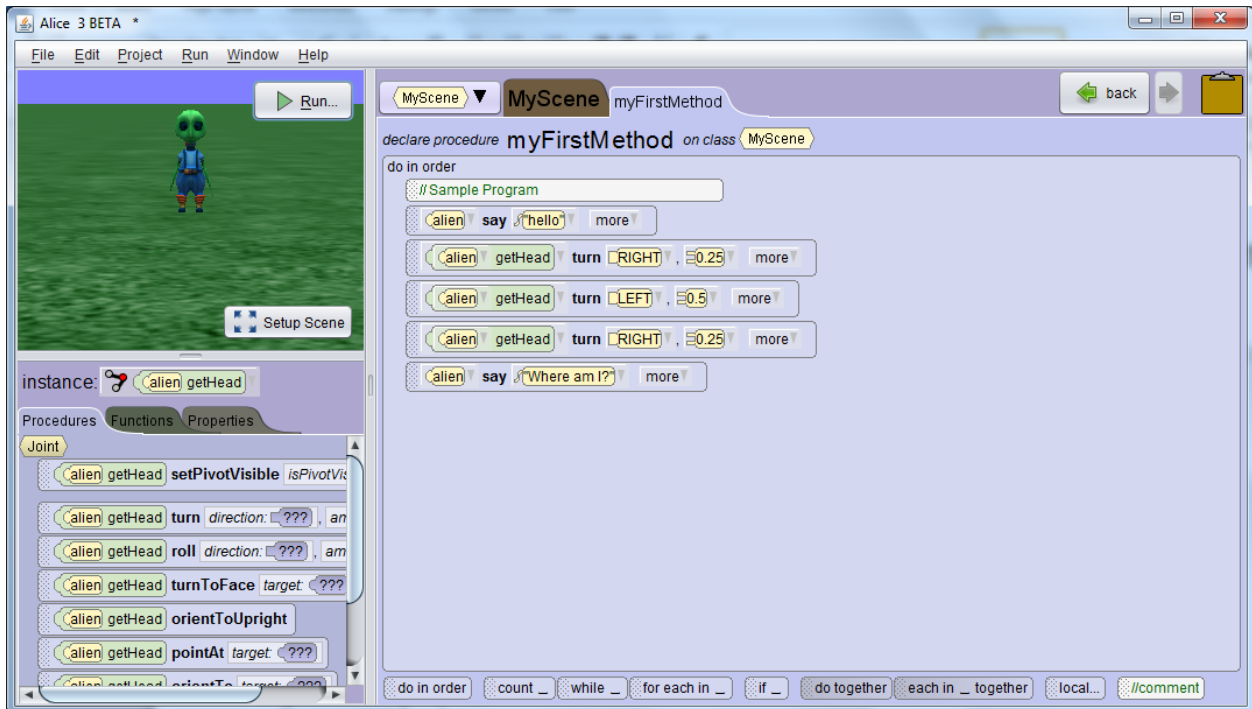 Alice 3 BETA *
File Edit Project Run Window Help
Run...
Setup Scene
instance: alien getHead
Procedures Functions Properties
Joint
alien getHead setPivotVisible
alien getHead turn direction: ???
alien getHead roll direction: ???
alien getHead turnToFace target: ???
alien getHead orientToUpright
alien getHead pointAt target: ???
alien getHead orientTo target: ???
MyScene MyScene myFirstMethod back
declare procedure myFirstMethod on class MyScene
do in order
// Sample Program
alien say "hello" more
alien getHead turn RIGHT , 0.25 more
alien getHead turn LEFT , 0.5 more
alien getHead turn RIGHT , 0.25 more
alien say "Where am I?" more
do in order count _ while _ for each in _ if _ do together each in _ together local... //comment